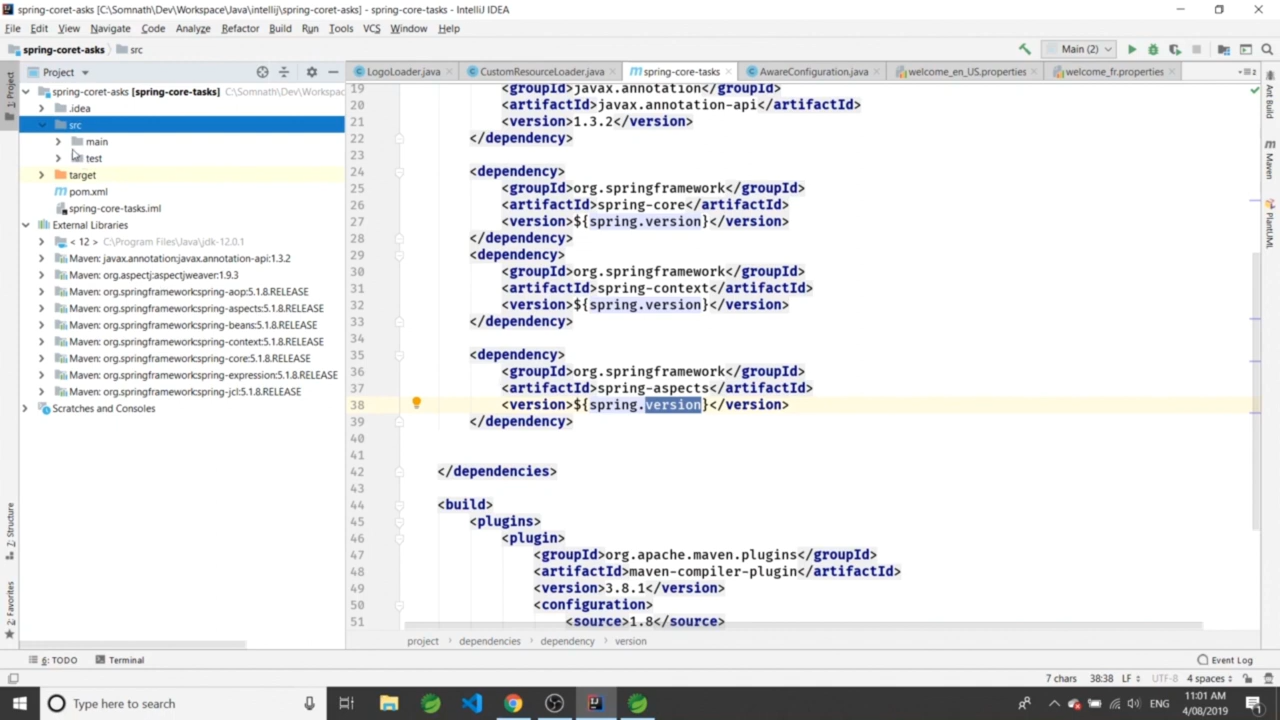 spring-coret-asks [C:\Somnath\Dev\Workspace\Java\intellij\spring-coret-asks] - spring-core-tasks - IntelliJ IDEA
File Edit View Navigate Code Analyze Refactor Build Run Tools VCS Window Help
spring-coret-asks src Main (2)
Project
LogoLoader.java CustomResourceLoader.java spring-core-tasks AwareConfiguration.java welcome_en_US.properties welcome_fr.properties
1: Project
spring-coret-asks [spring-core-tasks] C:\Somnath\Dev\Workspac
.idea
src
main
test
target
pom.xml
spring-core-tasks.iml
External Libraries
< 12 > C:\Program Files\Java\jdk-12.0.1
Maven: javax.annotation:javax.annotation-api:1.3.2
Maven: org.aspectj:aspectjweaver:1.9.3
Maven: org.springframework:spring-aop:5.1.8.RELEASE
Maven: org.springframework:spring-aspects:5.1.8.RELEASE
Maven: org.springframework:spring-beans:5.1.8.RELEASE
Maven: org.springframework:spring-context:5.1.8.RELEASE
Maven: org.springframework:spring-core:5.1.8.RELEASE
Maven: org.springframework:spring-expression:5.1.8.RELEASE
Maven: org.springframework:spring-jcl:5.1.8.RELEASE
Scratches and Consoles
Z: Structure
2: Favorites
19 <groupId>javax.annotation</groupId>
20 <artifactId>javax.annotation-api</artifactId>
21 <version>1.3.2</version>
22 </dependency>
23
24 <dependency>
25 <groupId>org.springframework</groupId>
26 <artifactId>spring-core</artifactId>
27 <version>${spring.version}</version>
28 </dependency>
29 <dependency>
30 <groupId>org.springframework</groupId>
31 <artifactId>spring-context</artifactId>
32 <version>${spring.version}</version>
33 </dependency>
34
35 <dependency>
36 <groupId>org.springframework</groupId>
37 <artifactId>spring-aspects</artifactId>
38 <version>${spring.version}</version>
39 </dependency>
40
41
42 </dependencies>
43
44 <build>
45 <plugins>
46 <plugin>
47 <groupId>org.apache.maven.plugins</groupId>
48 <artifactId>maven-compiler-plugin</artifactId>
49 <version>3.8.1</version>
50 <configuration>
51 <source>1.8</source>
project dependencies dependency version
Ant Build
Maven
PlantUML
6: TODO Terminal Event Log
7 chars 38:38 LF UTF-8 4 spaces
Type here to search
ENG
11:01 AM
4/08/2019
1